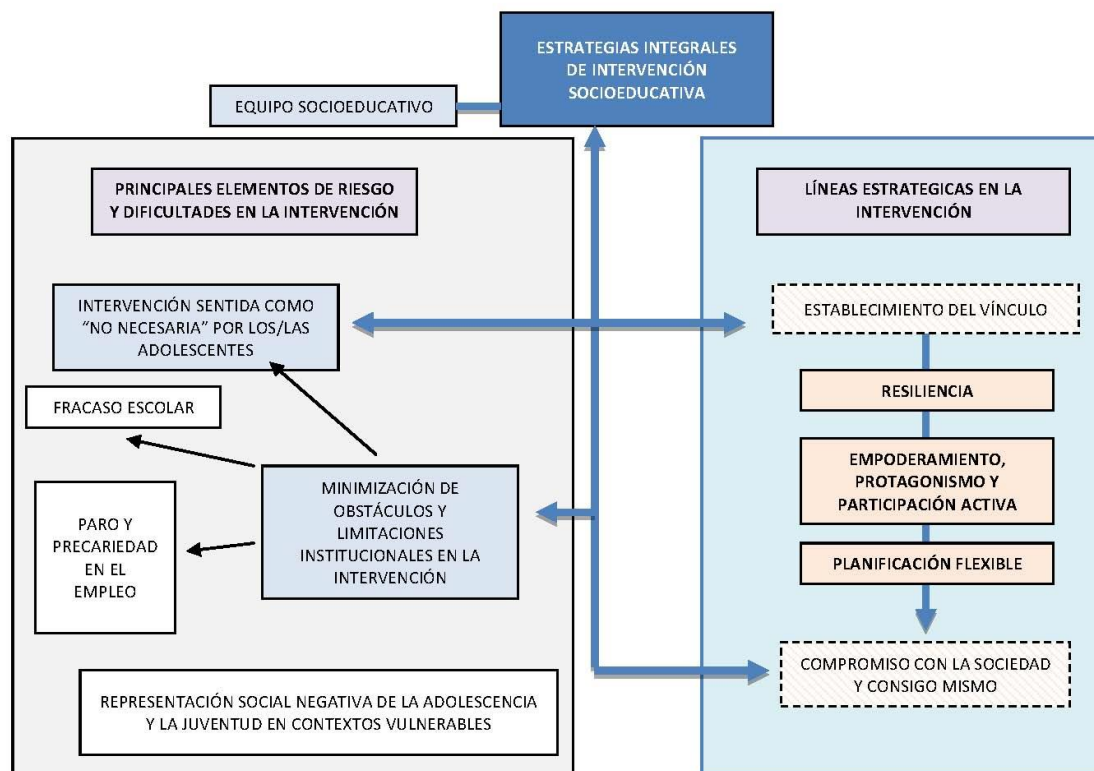 ESTRATEGIAS INTEGRALES
DE INTERVENCIÓN
SOCIOEDUCATIVA
EQUIPO SOCIOEDUCATIVO
PRINCIPALES ELEMENTOS DE RIESGO
Y DIFICULTADES EN LA INTERVENCIÓN
INTERVENCIÓN SENTIDA COMO
“NO NECESARIA” POR LOS/LAS
ADOLESCENTES
FRACASO ESCOLAR
MINIMIZACIÓN DE
OBSTÁCULOS Y
LIMITACIONES
INSTITUCIONALES EN LA
INTERVENCIÓN
PARO Y
PRECARIEDAD
EN EL
EMPLEO
REPRESENTACIÓN SOCIAL NEGATIVA DE LA ADOLESCENCIA
Y LA JUVENTUD EN CONTEXTOS VULNERABLES
LÍNEAS ESTRATEGICAS EN LA
INTERVENCIÓN
ESTABLECIMIENTO DEL VÍNCULO
RESILIENCIA
EMPODERAMIENTO,
PROTAGONISMO Y
PARTICIPACIÓN ACTIVA
PLANIFICACIÓN FLEXIBLE
COMPROMISO CON LA SOCIEDAD
Y CONSIGO MISMO